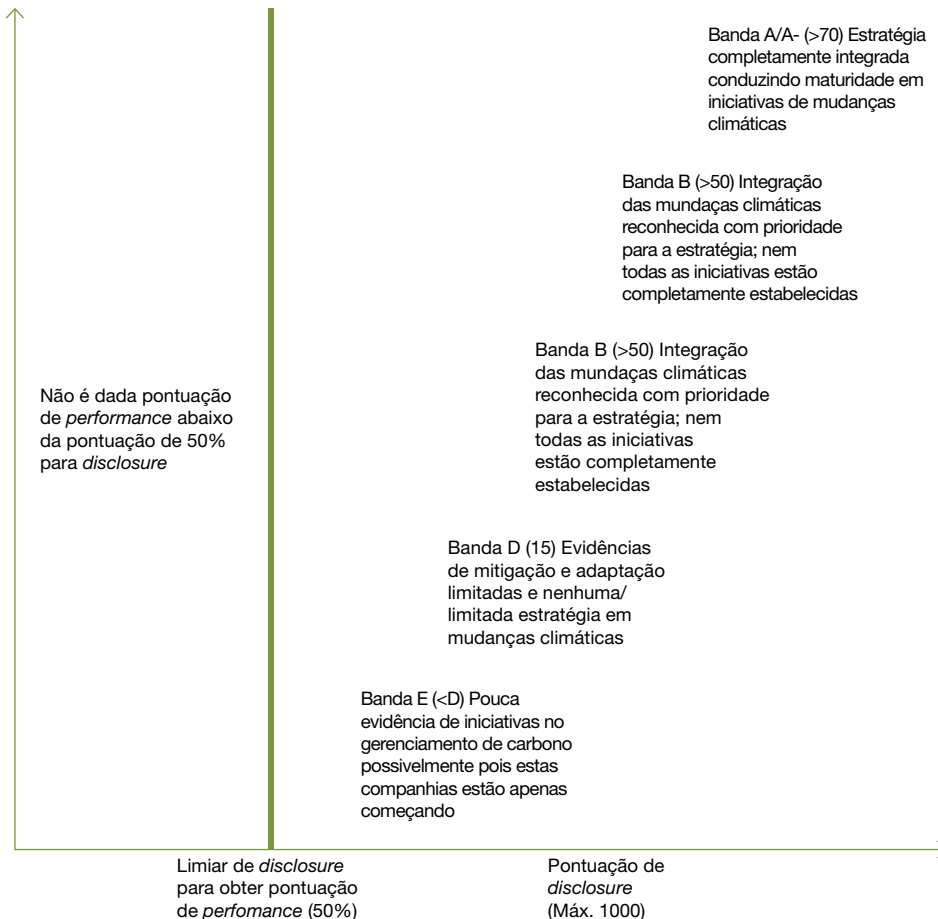 Banda A/A- (>70) Estratégia
completamente integrada
conduzindo maturidade em
iniciativas de mudanças
climáticas
Banda B (>50) Integração
das mundaças climáticas
reconhecida com prioridade
para a estratégia; nem
todas as iniciativas estão
completamente estabelecidas
Banda B (>50) Integração
das mundaças climáticas
reconhecida com prioridade
para a estratégia; nem
todas as iniciativas
estão completamente
estabelecidas
Não é dada pontuação
de performance abaixo
da pontuação de 50%
para disclosure
Banda D (15) Evidências
de mitigação e adaptação
limitadas e nenhuma/
limitada estratégia em
mudanças climáticas
Banda E (<D) Pouca
evidência de iniciativas no
gerenciamento de carbono
possivelmente pois estas
companhias estão apenas
começando
Limiar de disclosure
para obter pontuação
de perfomance (50%)
Pontuação de
disclosure
(Máx. 1000)